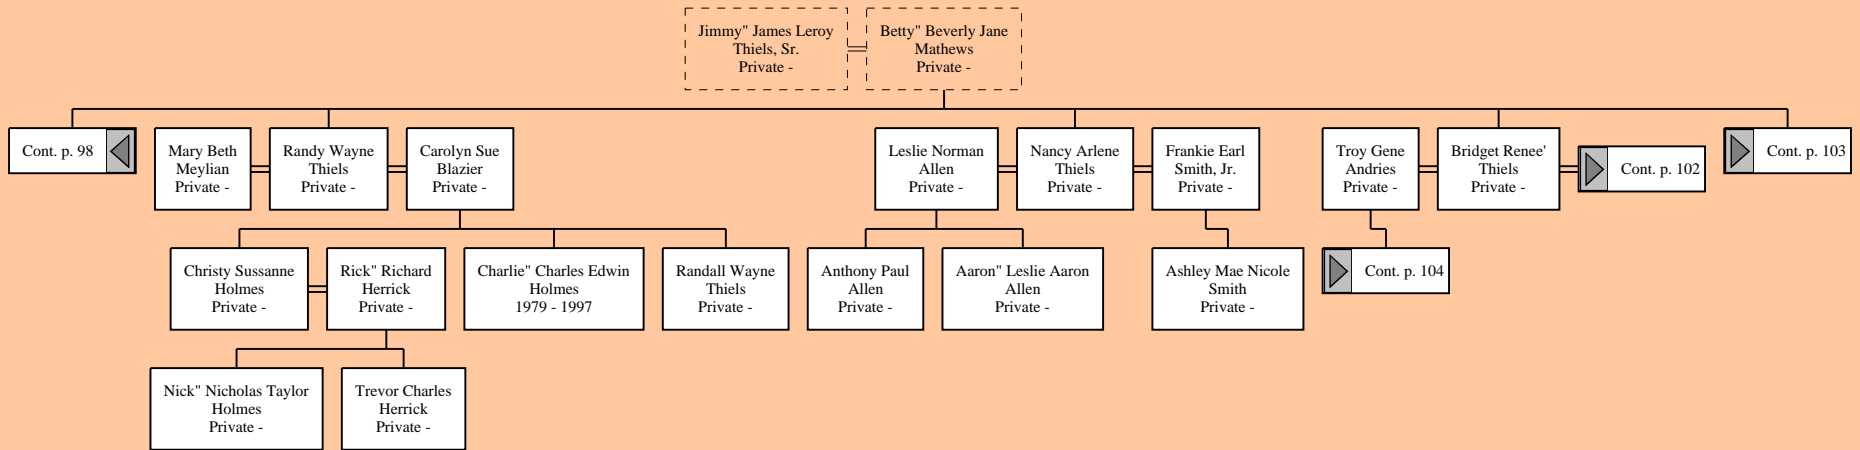 Jimmy" James Leroy
Thiels, Sr.
Private -
Betty" Beverly Jane
Mathews
Private -
Cont. p. 98
Mary Beth
Meylian
Private -
Randy Wayne
Thiels
Private -
Carolyn Sue
Blazier
Private -
Leslie Norman
Allen
Private -
Nancy Arlene
Thiels
Private -
Frankie Earl
Smith, Jr.
Private -
Troy Gene
Andries
Private -
Bridget Renee'
Thiels
Private -
Cont. p. 102
Cont. p. 103
Christy Sussanne
Holmes
Private -
Rick" Richard
Herrick
Private -
Charlie" Charles Edwin
Holmes
1979 - 1997
Randall Wayne
Thiels
Private -
Anthony Paul
Allen
Private -
Aaron" Leslie Aaron
Allen
Private -
Ashley Mae Nicole
Smith
Private -
Cont. p. 104
Nick" Nicholas Taylor
Holmes
Private -
Trevor Charles
Herrick
Private -